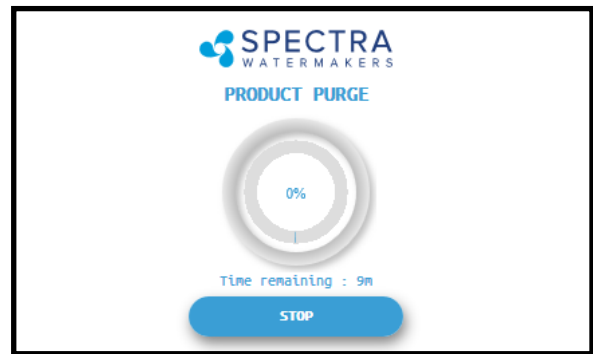 SPECTRA
WATERMAKERS
PRODUCT PURGE
0%
Time remaining : 9m
STOP